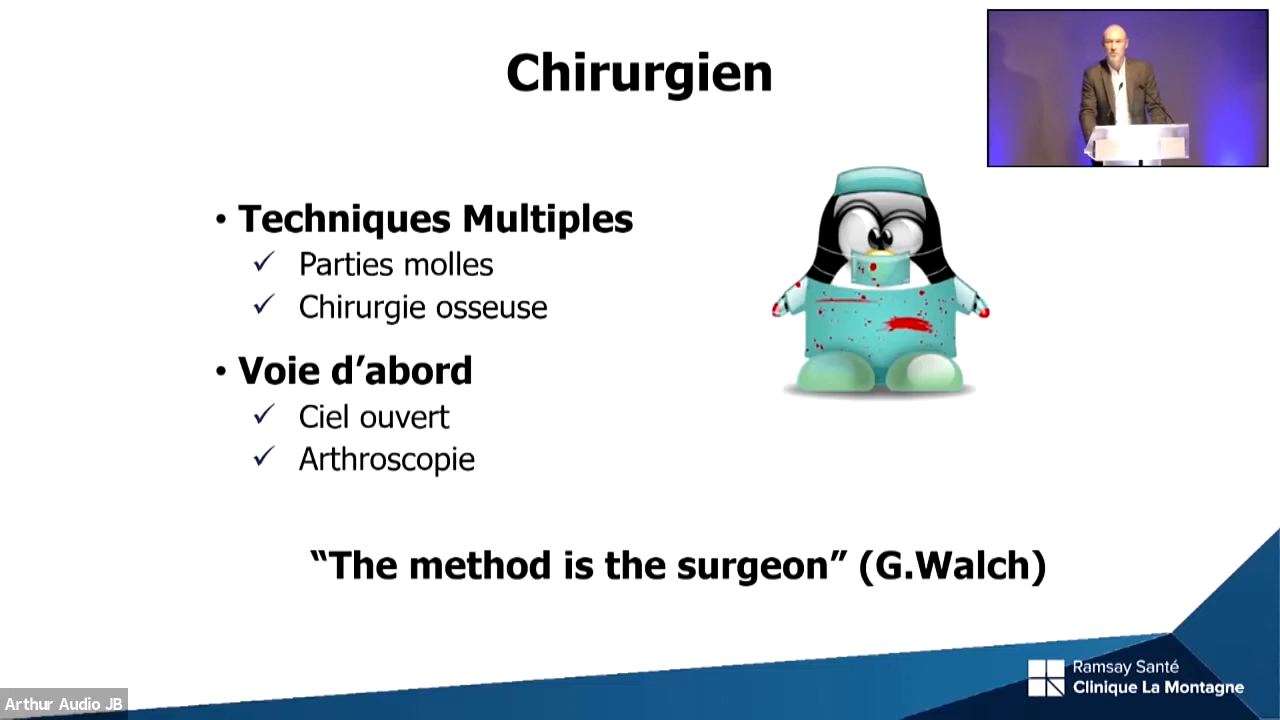 Chirurgien
• Techniques Multiples
✓ Parties molles
✓ Chirurgie osseuse
• Voie d’abord
✓ Ciel ouvert
✓ Arthroscopie
“The method is the surgeon” (G.Walch)
Ramsay Santé
Clinique La Montagne
Arthur Audio JB